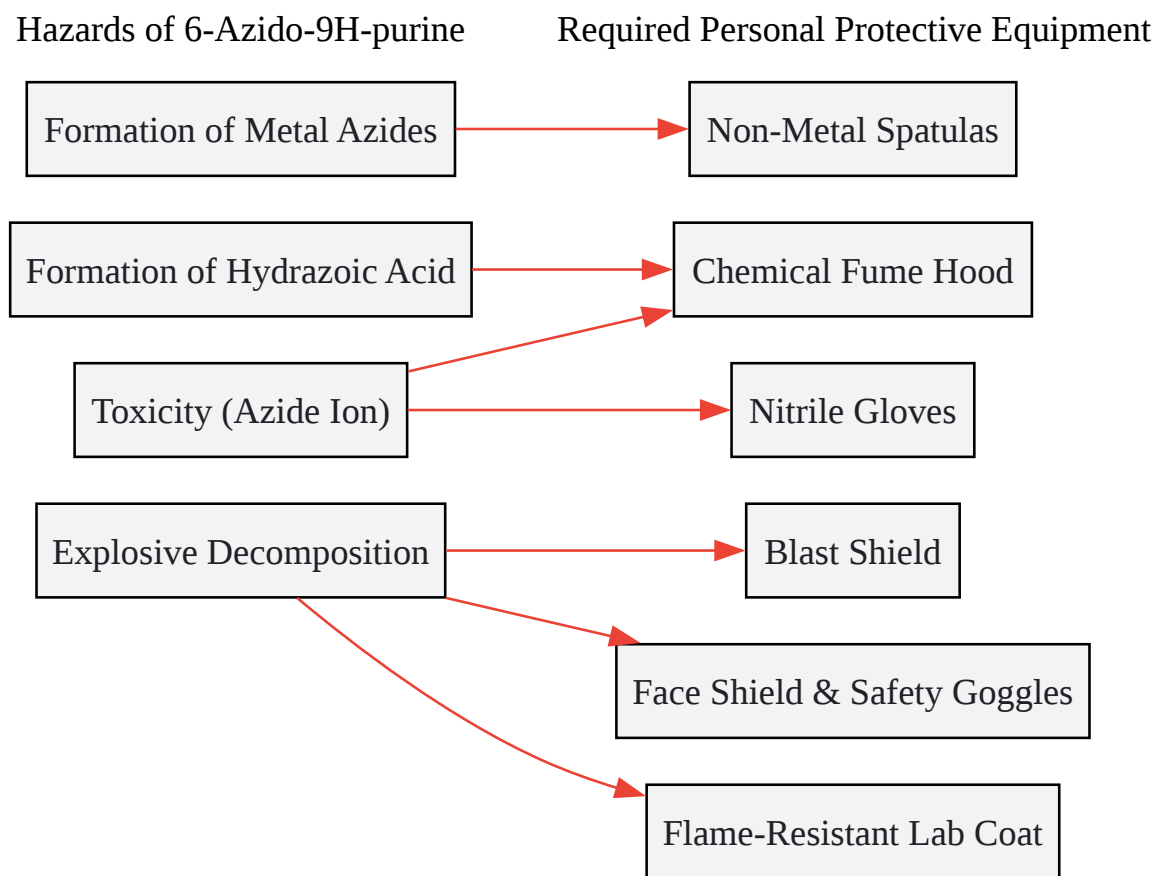 Hazards of 6-Azido-9H-purine
Required Personal Protective Equipment
Formation of Metal Azides
Non-Metal Spatulas
Formation of Hydrazoic Acid
Chemical Fume Hood
Toxicity (Azide Ion)
Nitrile Gloves
Explosive Decomposition
Blast Shield
Face Shield & Safety Goggles
Flame-Resistant Lab Coat